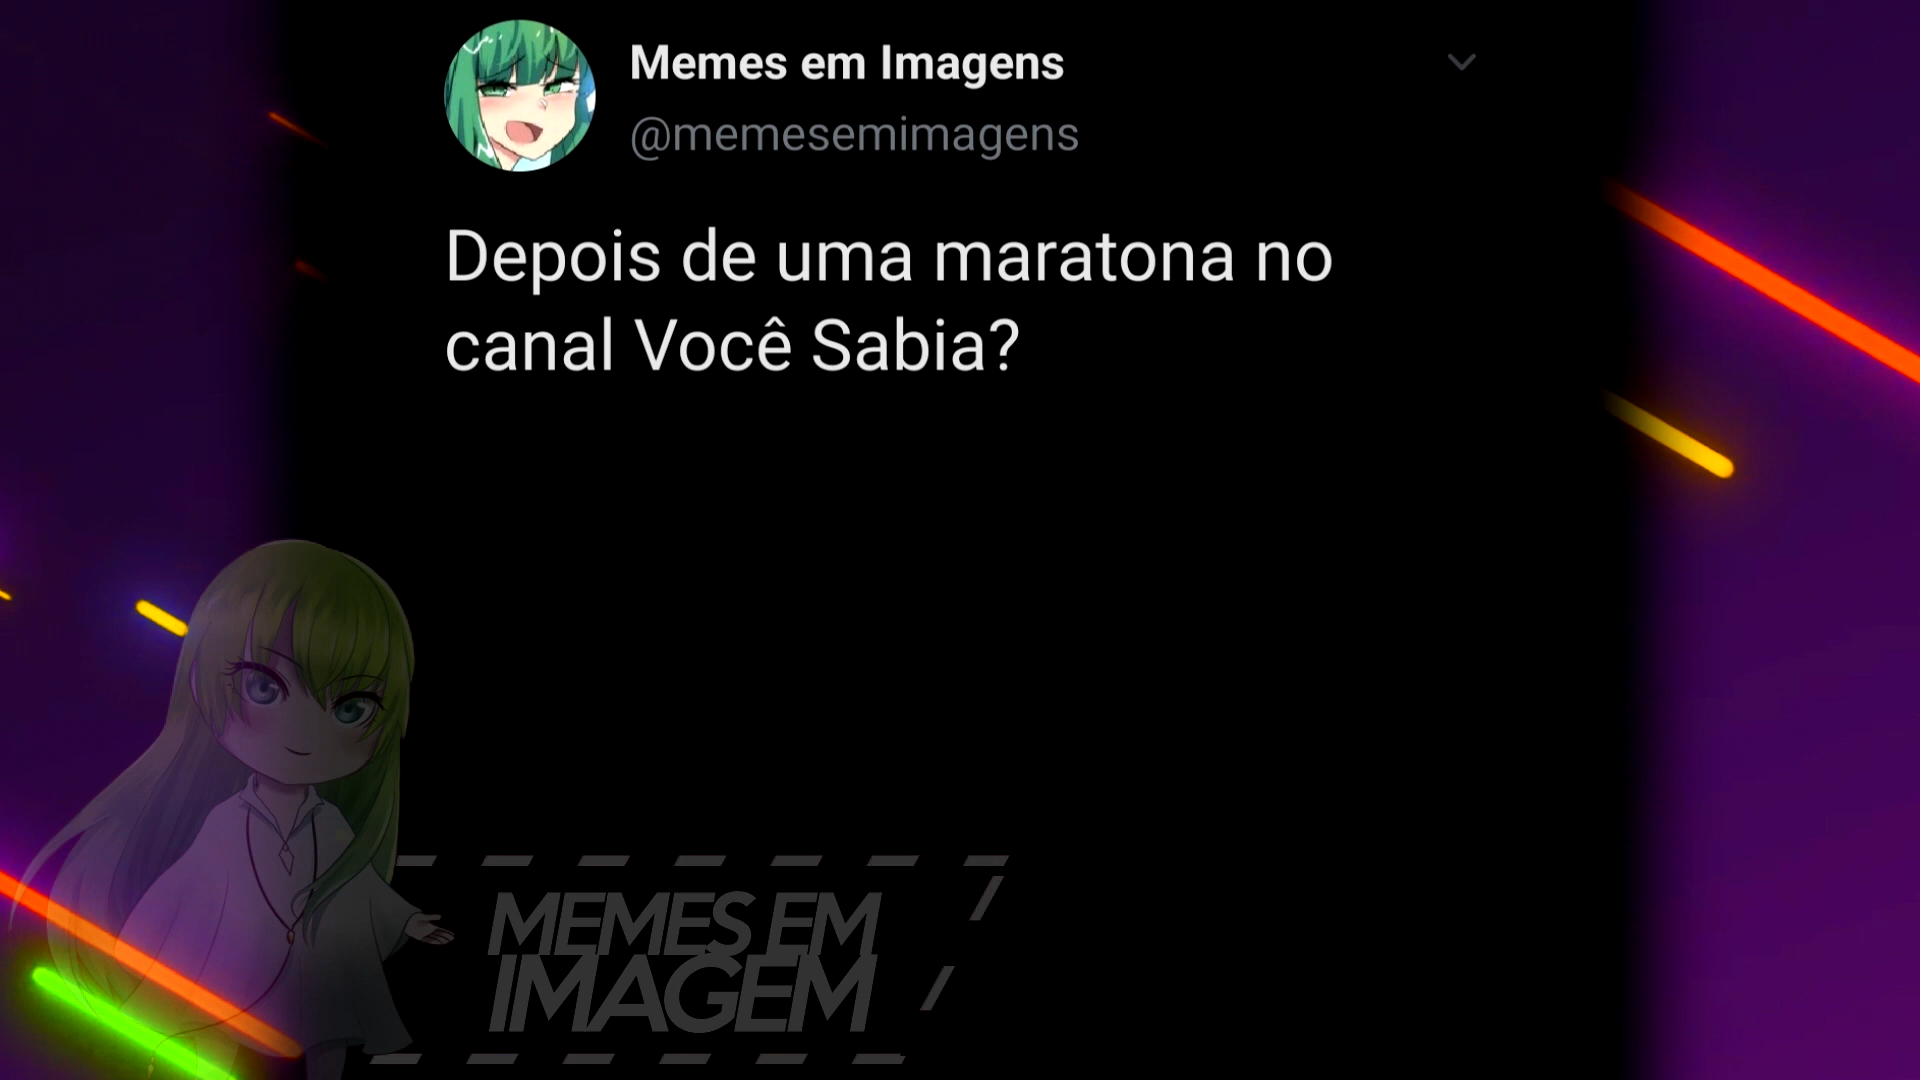 Memes em Imagens
@memesemimagens
Depois de uma maratona no
canal Você Sabia?
MEMES EM
IMAGEM